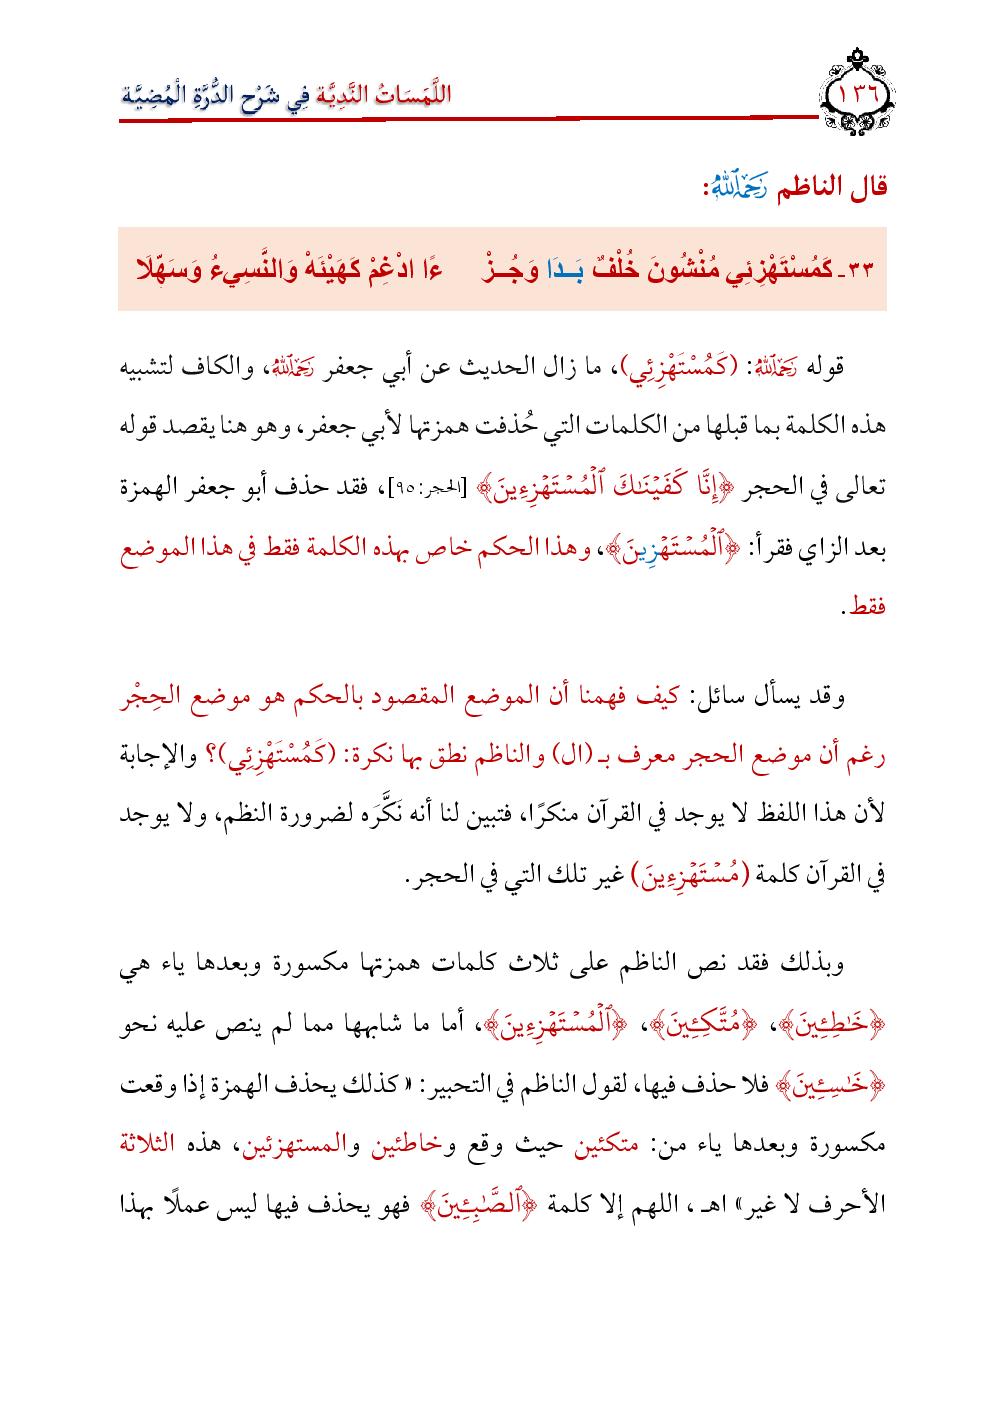 ١٣٦
اللَّمَسَاتُ النَّدِيَّة فِي شَرْح الدُّرَّةِ الْمُضِيَّة
قال الناظم رَحِمَهُ اللَّهُ:
٣٣- كَمُسْتَهْزِئِي مُنْشُونَ خُلْفٌ بَـدَا وَجُـزْ ءًا ادْغِمْ كَهَيْئَهْ وَالنَّسِيءُ وَسَهِّلَا
قوله رَحِمَهُ اللَّهُ: (كَمُسْتَهْزِئِي)، ما زال الحديث عن أبي جعفر رَحِمَهُ اللَّهُ، والكاف لتشبيه
هذه الكلمة بما قبلها من الكلمات التي حُذفت همزتها لأبي جعفر، وهو هنا يقصد قوله
تعالى في الحجر ﴿إِنَّا كَفَيْنَٰكَ ٱلْمُسْتَهْزِءِينَ﴾ [الحجر:٩٥]، فقد حذف أبو جعفر الهمزة
بعد الزاي فقرأ: ﴿ٱلْمُسْتَهْزِينَ﴾، وهذا الحكم خاص بهذه الكلمة فقط في هذا الموضع
فقط.
وقد يسأل سائل: كيف فهمنا أن الموضع المقصود بالحكم هو موضع الحِجْر
رغم أن موضع الحجر معرف بـ (ال) والناظم نطق بها نكرة: (كَمُسْتَهْزِئِي)؟ والإجابة
لأن هذا اللفظ لا يوجد في القرآن منكرًا، فتبين لنا أنه نَكَّرَه لضرورة النظم، ولا يوجد
في القرآن كلمة (مُسْتَهْزِءِينَ) غير تلك التي في الحجر.
وبذلك فقد نص الناظم على ثلاث كلمات همزتها مكسورة وبعدها ياء هي
﴿خَٰطِـِٔينَ﴾، ﴿مُتَّكِـِٔينَ﴾، ﴿ٱلْمُسْتَهْزِءِينَ﴾، أما ما شابهها مما لم ينص عليه نحو
﴿خَٰسِـِٔينَ﴾ فلا حذف فيها، لقول الناظم في التحبير: «كذلك يحذف الهمزة إذا وقعت
مكسورة وبعدها ياء من: متكئين حيث وقع وخاطئين والمستهزئين، هذه الثلاثة
الأحرف لا غير» اهـ ، اللهم إلا كلمة ﴿ٱلصَّٰبِـِٔينَ﴾ فهو يحذف فيها ليس عملًا بهذا